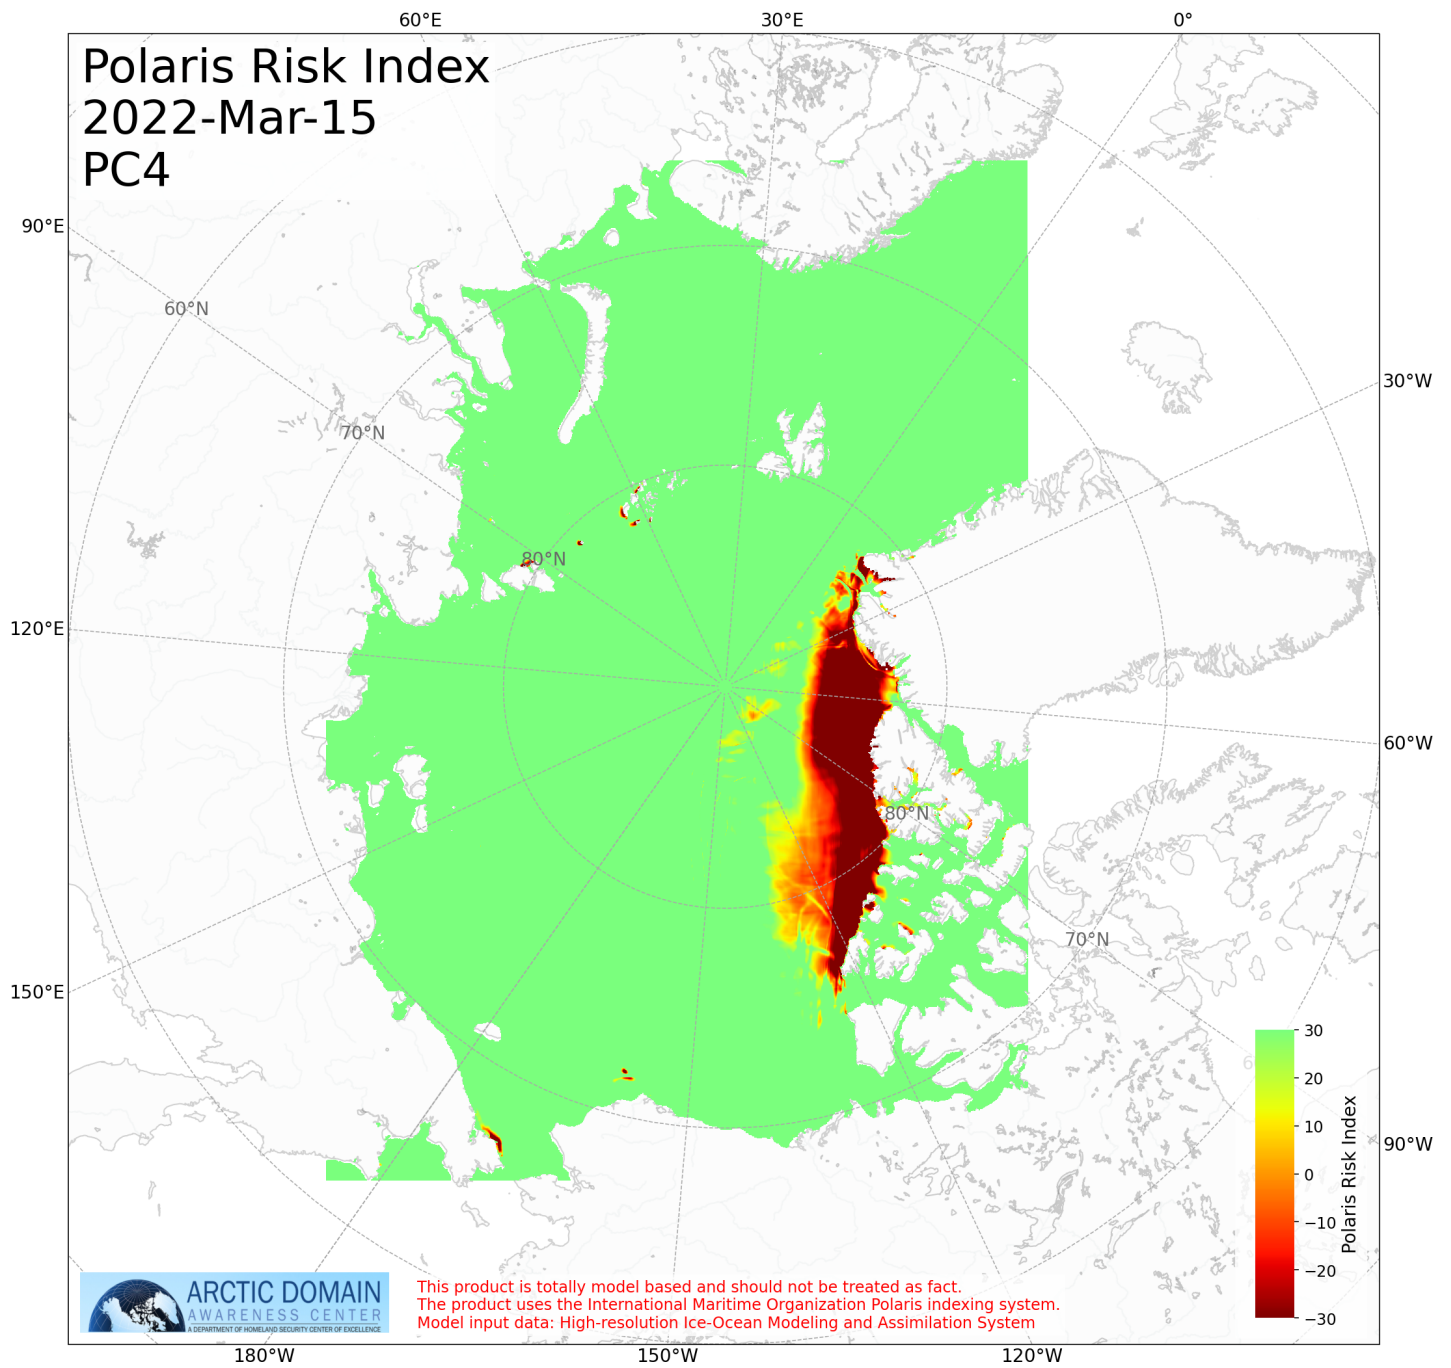 60°E 30°E 0°
Polaris Risk Index
2022-Mar-15
PC4
90°E
60°N
30°W
70°N
80°N
120°E
60°W
80°N
70°N
150°E
30
20
10
0
−10
−20
−30
Polaris Risk Index
90°W
ARCTIC DOMAIN
AWARENESS CENTER
A DEPARTMENT OF HOMELAND SECURITY CENTER OF EXCELLENCE
This product is totally model based and should not be treated as fact.
The product uses the International Maritime Organization Polaris indexing system.
Model input data: High-resolution Ice-Ocean Modeling and Assimilation System
180°W 150°W 120°W